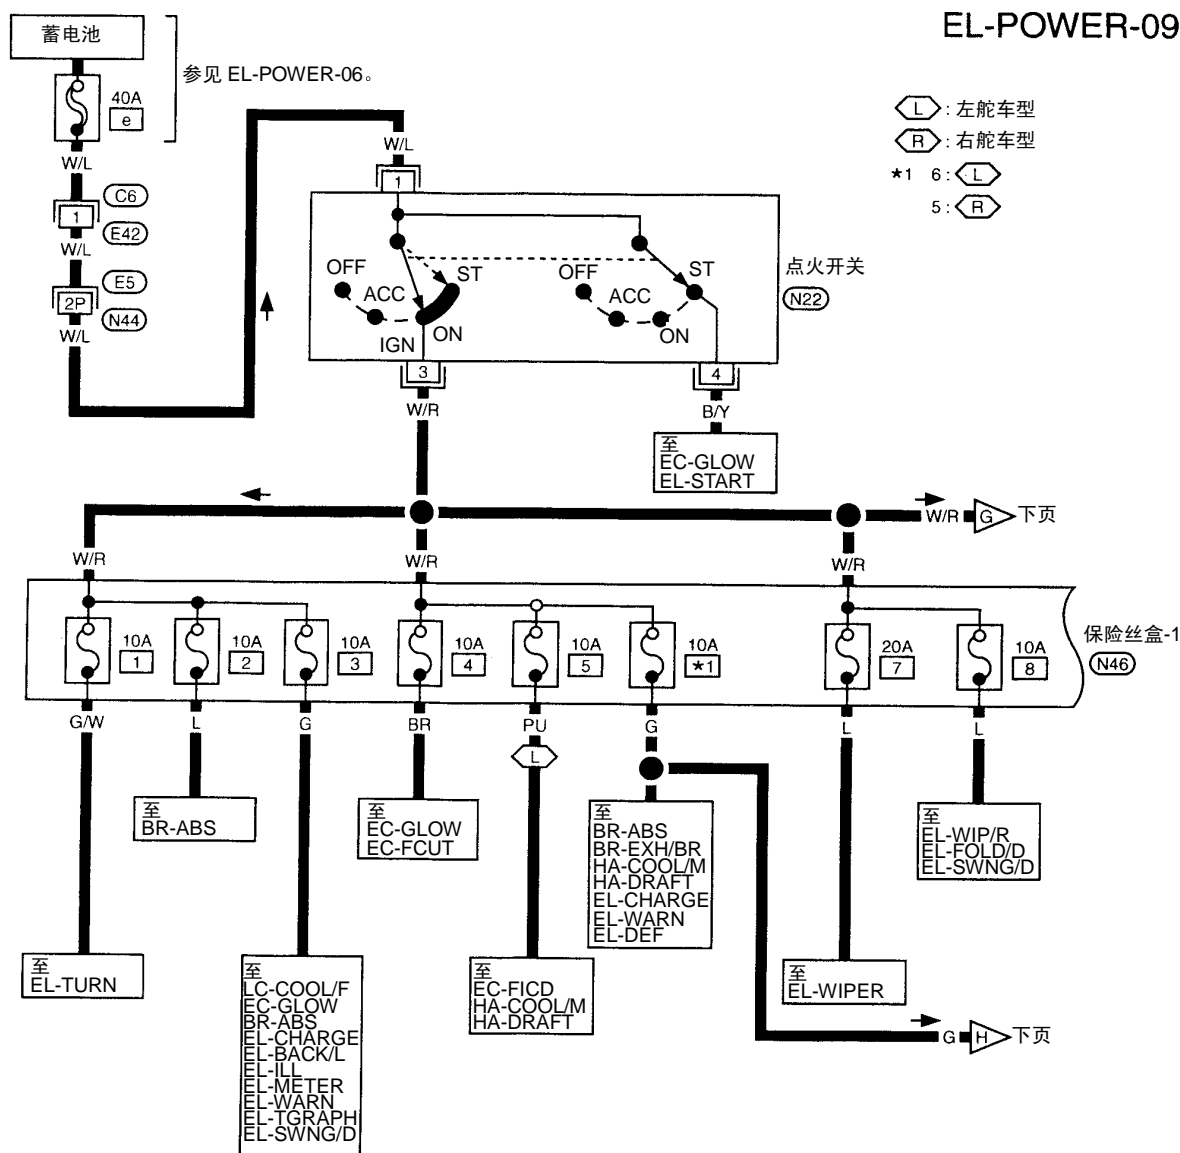 EL-POWER-09
蓄电池
参见 EL-POWER-06。
40A
e
L : 左舵车型
R : 右舵车型
★1 6 : L
5 : R
W/L
C6
1
E42
W/L
E5
2P
N44
W/L
W/L
1
点火开关
N22
OFF
ACC
ST
ON
IGN
OFF
ACC
ST
ON
3
4
W/R
B/Y
至
EC-GLOW
EL-START
W/R
G
下页
W/R
W/R
W/R
保险丝盒-1
N46
10A
1
10A
2
10A
3
10A
4
10A
5
10A
★1
20A
7
10A
8
G/W
L
G
BR
PU
G
L
L
L
至
BR-ABS
至
EC-GLOW
EC-FCUT
至
BR-ABS
BR-EXH/BR
HA-COOL/M
HA-DRAFT
EL-CHARGE
EL-WARN
EL-DEF
至
EL-WIP/R
EL-FOLD/D
EL-SWNG/D
至
EL-TURN
至
LC-COOL/F
EC-GLOW
BR-ABS
EL-CHARGE
EL-BACK/L
EL-ILL
EL-METER
EL-WARN
EL-TGRAPH
EL-SWNG/D
至
EC-FICD
HA-COOL/M
HA-DRAFT
至
EL-WIPER
G
H
下页